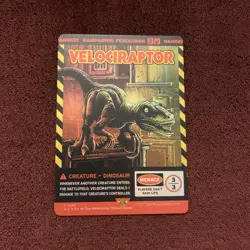 DANGER
VELOCIRAPTOR
CREATURE - DINOSAUR
WHENEVER ANOTHER CREATURE ENTERS
THE BATTLEFIELD, VELOCIRAPTOR DEALS 1
DAMAGE TO THAT CREATURE'S CONTROLLER.
MENACE
PLAYERS CAN'T
GAIN LIFE.
3
3